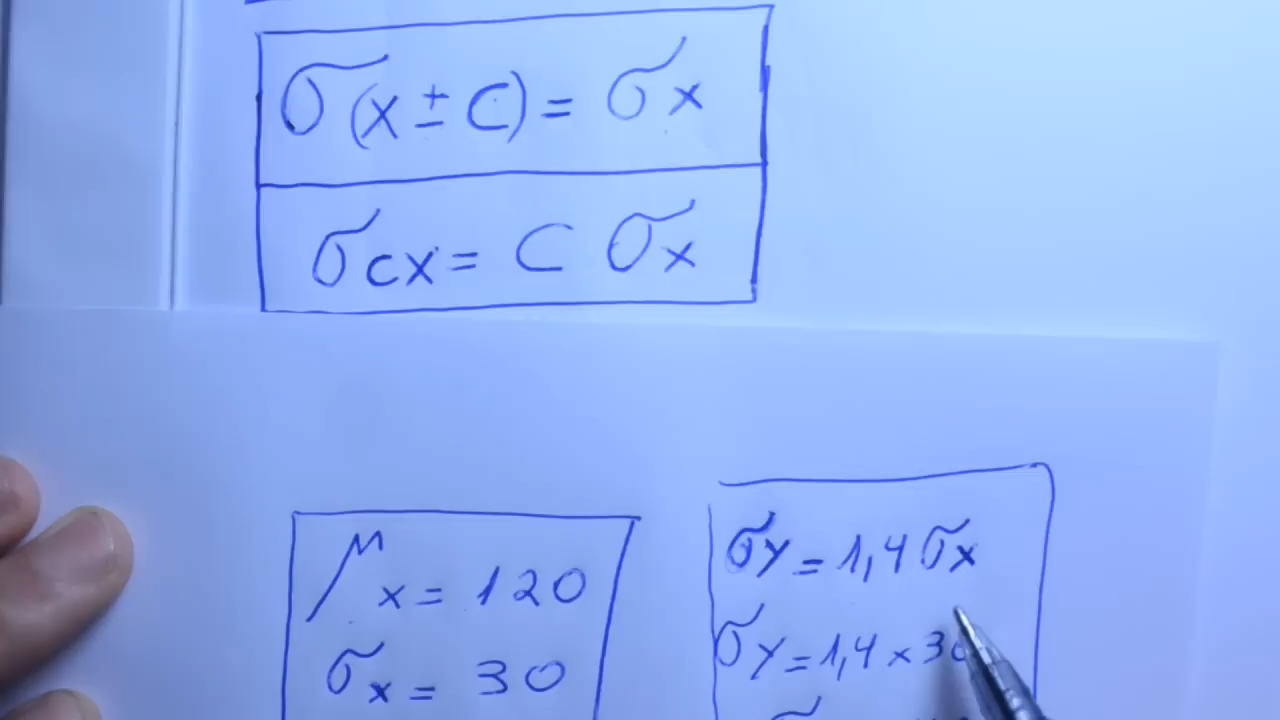 σ(x ± c) = σx
σcx = c σx
μx = 120
σx = 30
σy = 1,4 σx
σy = 1,4 × 30